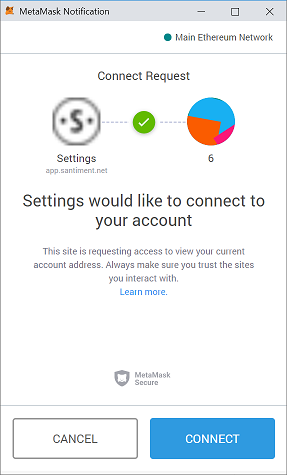 MetaMask Notification
Main Ethereum Network
Connect Request
S
Settings
6
app.santiment.net
Settings would like to connect to
your account
This site is requesting access to view your current
account address. Always make sure you trust the sites
you interact with.
Learn more.
MetaMask
Secure
CANCEL
CONNECT